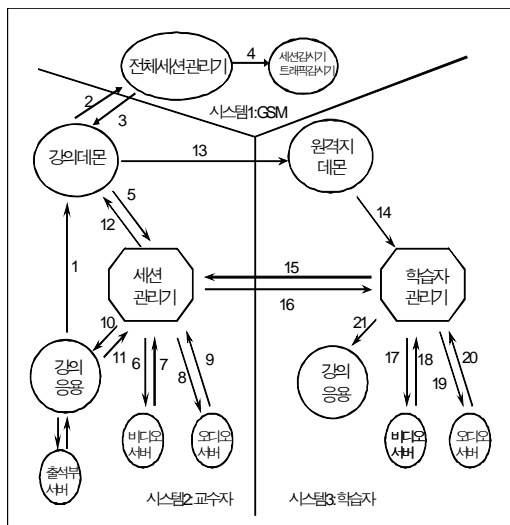 4
전체세션관리기
세션감시기
트래픽감시기
2
3
시스템1:GSM
강의데몬
13
원격지
데몬
5
12
14
1
세션
관리기
15
16
학습자
관리기
10
11
6
7
8
9
21
17
18
19
20
강의
응용
강의
응용
비디오
서버
오디오
서버
비디오
서버
오디오
서버
출석부
서버
시스템2:교수자
시스템3:학습자